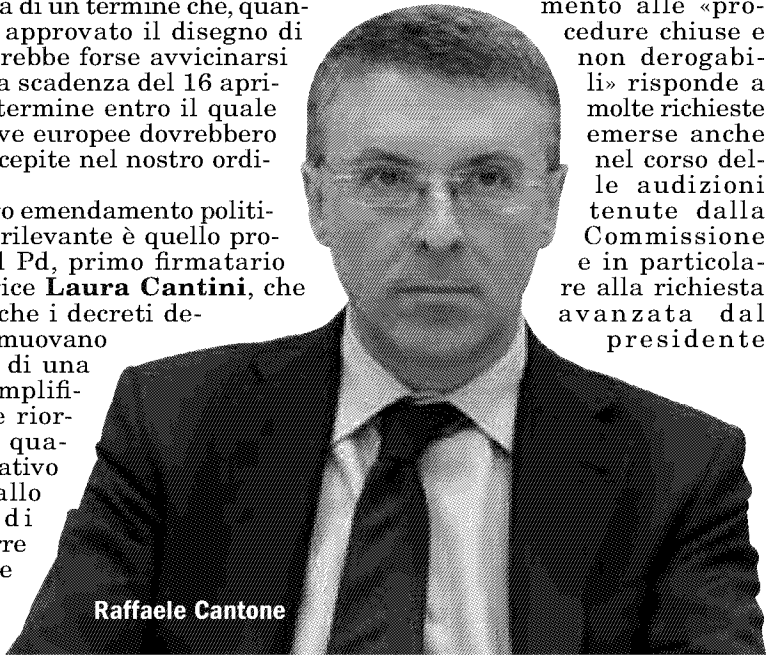 a di un termine che, quan-
approvato il disegno di
rebbe forse avvicinarsi
a scadenza del 16 apri-
termine entro il quale
ve europee dovrebbero
cepite nel nostro ordi-
o emendamento politi-
rilevante è quello pro-
l Pd, primo firmatario
ice Laura Cantini, che
che i decreti de-
muovano
di una
mplifi-
e rior-
qua-
ativo
allo
di
rre
e
mento alle «pro-
cedure chiuse e
non derogabi-
li» risponde a
molte richieste
emerse anche
nel corso del-
le audizioni
tenute dalla
Commissione
e in particola-
re alla richiesta
avanzata dal
presidente
Raffaele Cantone